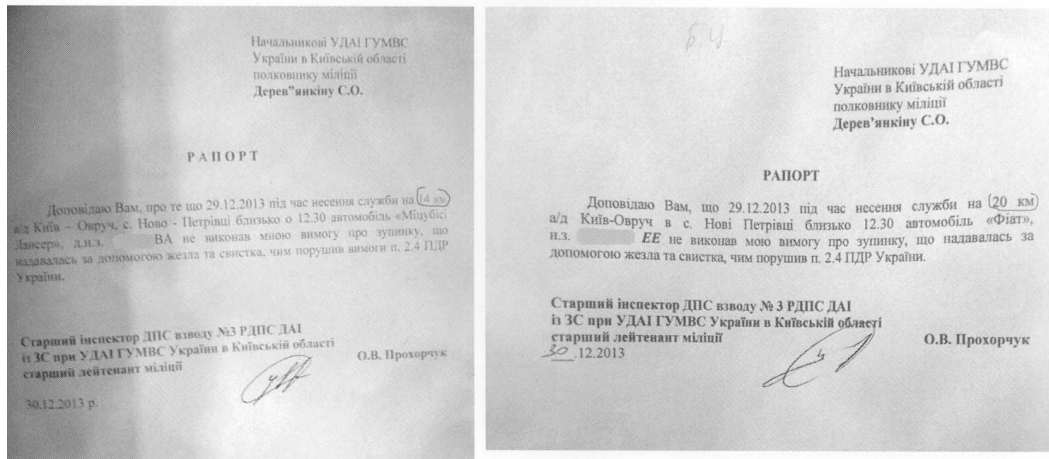 Начальникові УДАІ ГУМВС
України в Київській області
полковнику міліції
Дерев"янкіну С.О.
РАПОРТ
Доповідаю Вам, про те що 29.12.2013 під час несення служби на 14 км
а/д Київ – Овруч, с. Ново - Петрівці близько о 12.30 автомобіль «Міцубісі
Лансер», д.н.з. ВА не виконав мною вимогу про зупинку, що
надавалась за допомогою жезла та свистка, чим порушив вимоги п. 2.4 ПДР
України.
Старший інспектор ДПС взводу №3 РДПС ДАІ
із ЗС при УДАІ ГУМВС України в Київській області
старший лейтенант міліції О.В. Прохорчук
30.12.2013 р.
Начальникові УДАІ ГУМВС
України в Київській області
полковнику міліції
Дерев'янкіну С.О.
РАПОРТ
Доповідаю Вам, що 29.12.2013 під час несення служби на 20 км
а/д Київ-Овруч в с. Нові Петрівці близько 12.30 автомобіль «Фіат»,
н.з. ЕЕ не виконав мою вимогу про зупинку, що надавалась за
допомогою жезла та свистка, чим порушив п. 2.4 ПДР України.
Старший інспектор ДПС взводу № 3 РДПС ДАІ
із ЗС при УДАІ ГУМВС України в Київській області
старший лейтенант міліції О.В. Прохорчук
30.12.2013